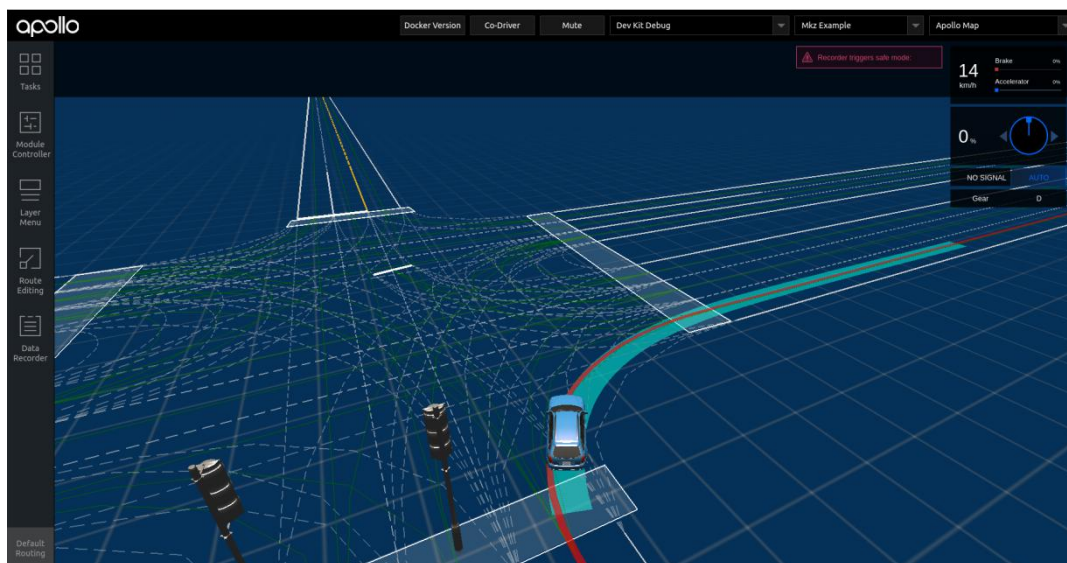 apollo
Docker Version
Co-Driver
Mute
Dev Kit Debug
Mkz Example
Apollo Map
Tasks
Module
Controller
Layer
Menu
Route
Editing
Data
Recorder
Default
Routing
Recorder triggers safe mode:
14
km/h
Brake
0%
Accelerator
0%
0%
NO SIGNAL
AUTO
Gear
D